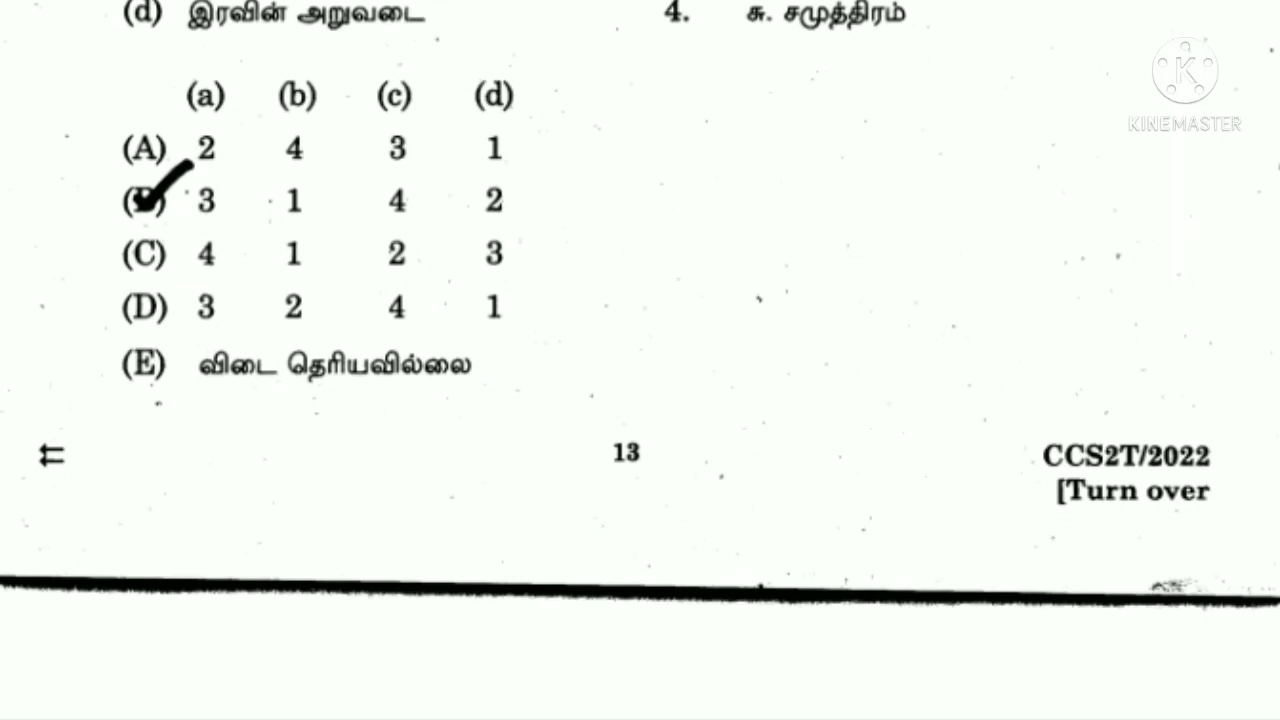 (d) இரவின் அறுவடை 4. சு. சமுத்திரம்
KINEMASTER
(a) (b) (c) (d)
(A) 2 4 3 1
(B) 3 1 4 2
(C) 4 1 2 3
(D) 3 2 4 1
(E) விடை தெரியவில்லை
13
CCS2T/2022
[Turn over